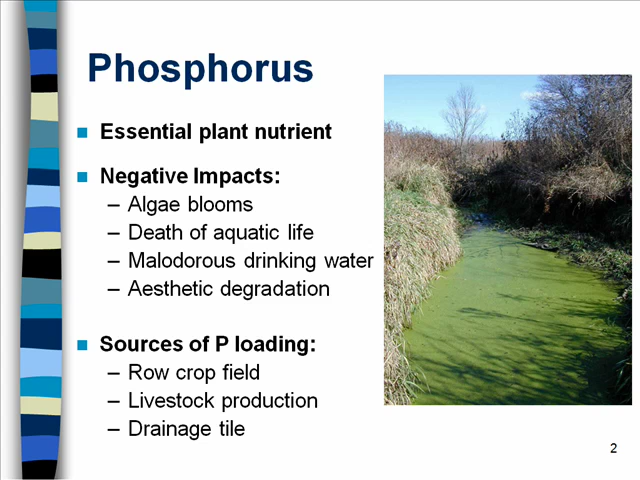 Phosphorus
Essential plant nutrient
Negative Impacts:
– Algae blooms
– Death of aquatic life
– Malodorous drinking water
– Aesthetic degradation
Sources of P loading:
– Row crop field
– Livestock production
– Drainage tile
2